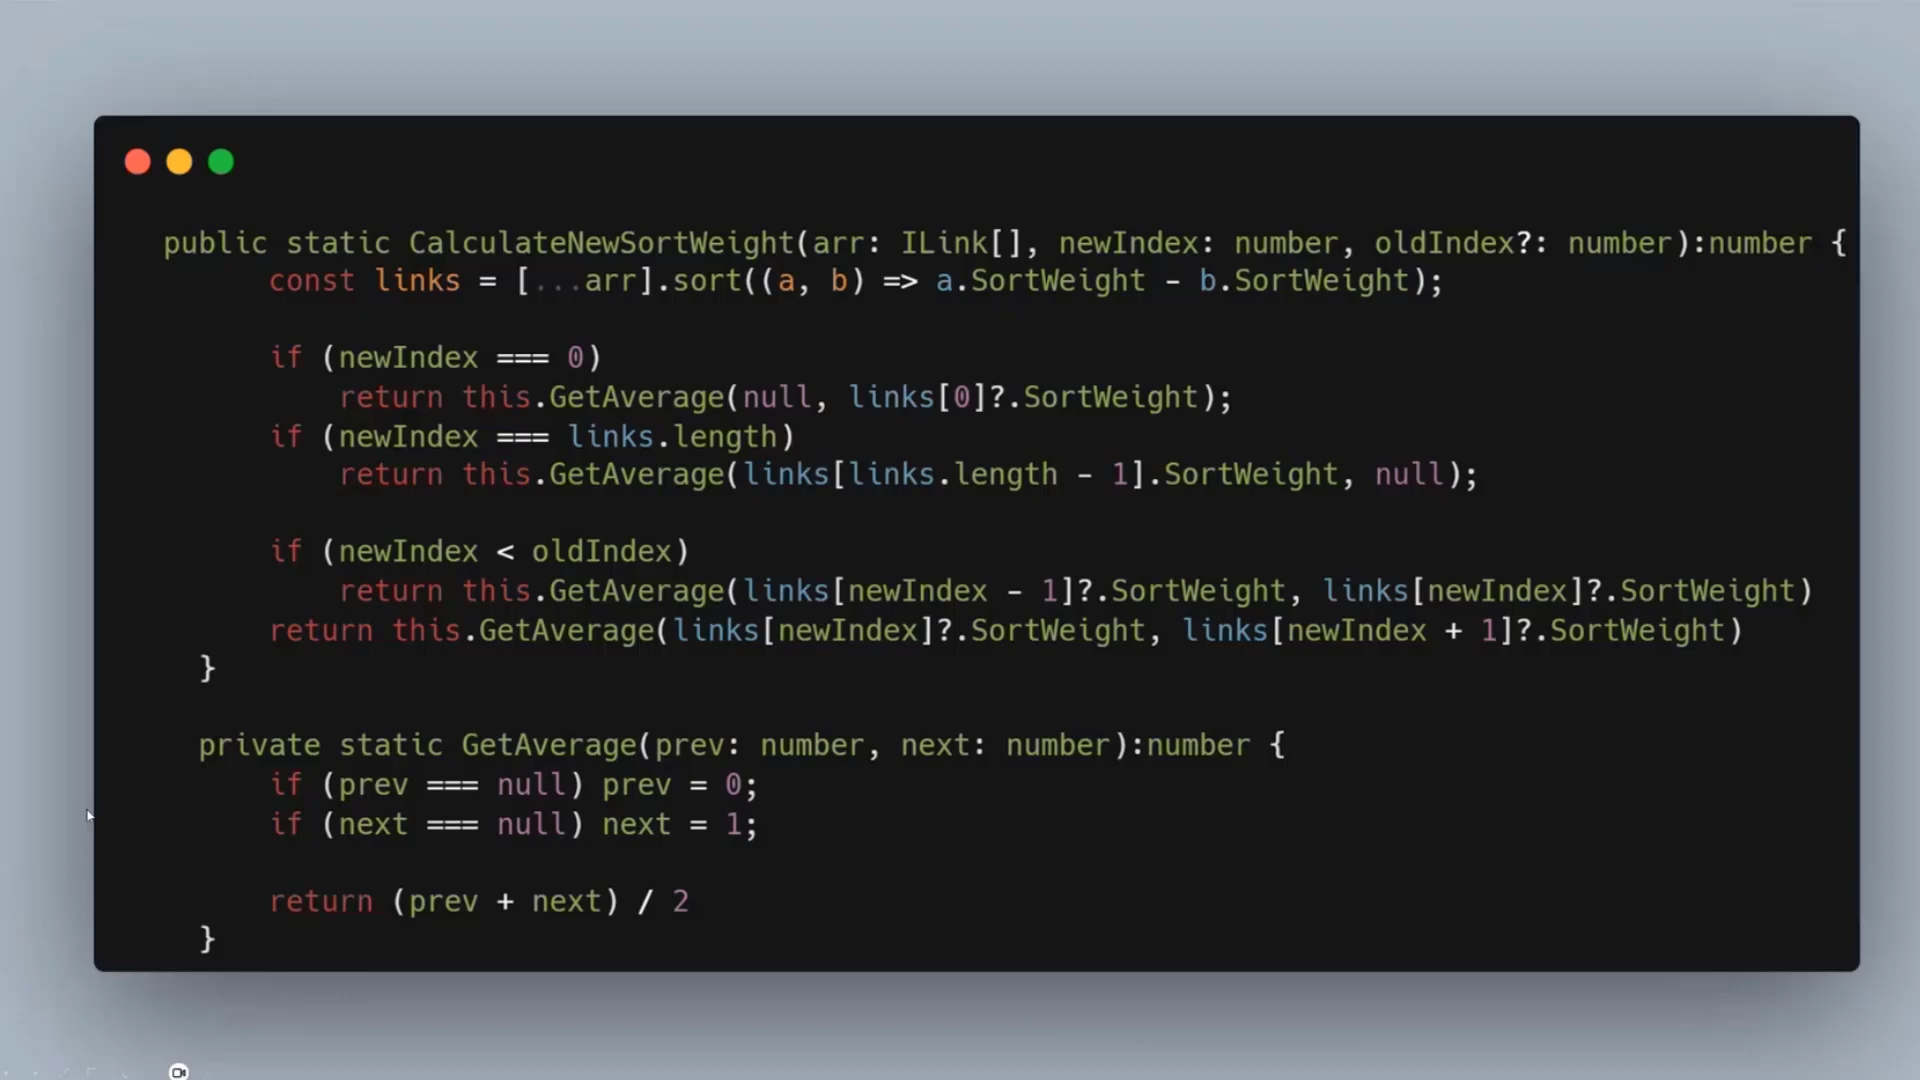 public static CalculateNewSortWeight(arr: ILink[], newIndex: number, oldIndex?: number):number {
const links = [...arr].sort((a, b) => a.SortWeight - b.SortWeight);
if (newIndex === 0)
return this.GetAverage(null, links[0]?.SortWeight);
if (newIndex === links.length)
return this.GetAverage(links[links.length - 1].SortWeight, null);
if (newIndex < oldIndex)
return this.GetAverage(links[newIndex - 1]?.SortWeight, links[newIndex]?.SortWeight)
return this.GetAverage(links[newIndex]?.SortWeight, links[newIndex + 1]?.SortWeight)
}
private static GetAverage(prev: number, next: number):number {
if (prev === null) prev = 0;
if (next === null) next = 1;
return (prev + next) / 2
}